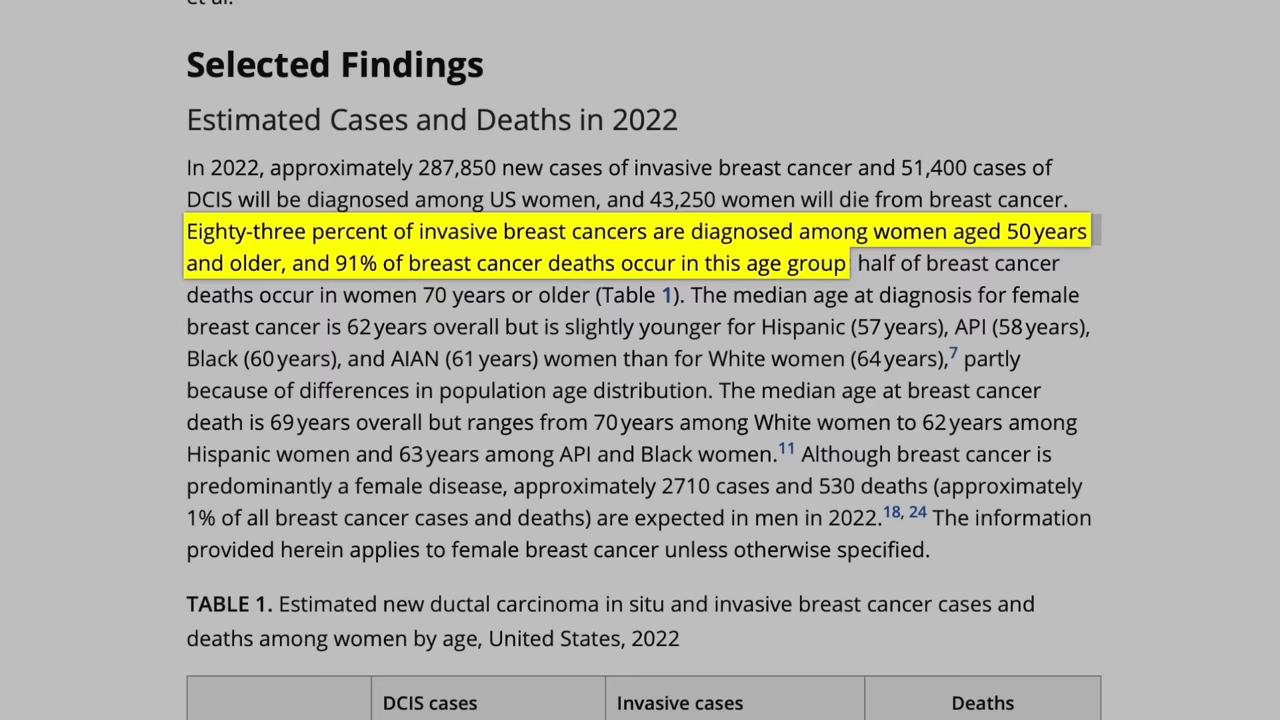 et al.
Selected Findings
Estimated Cases and Deaths in 2022
In 2022, approximately 287,850 new cases of invasive breast cancer and 51,400 cases of
DCIS will be diagnosed among US women, and 43,250 women will die from breast cancer.
Eighty-three percent of invasive breast cancers are diagnosed among women aged 50 years
and older, and 91% of breast cancer deaths occur in this age group half of breast cancer
deaths occur in women 70 years or older (Table 1). The median age at diagnosis for female
breast cancer is 62 years overall but is slightly younger for Hispanic (57 years), API (58 years),
Black (60 years), and AIAN (61 years) women than for White women (64 years),7 partly
because of differences in population age distribution. The median age at breast cancer
death is 69 years overall but ranges from 70 years among White women to 62 years among
Hispanic women and 63 years among API and Black women.11 Although breast cancer is
predominantly a female disease, approximately 2710 cases and 530 deaths (approximately
1% of all breast cancer cases and deaths) are expected in men in 2022.18, 24 The information
provided herein applies to female breast cancer unless otherwise specified.
TABLE 1. Estimated new ductal carcinoma in situ and invasive breast cancer cases and
deaths among women by age, United States, 2022
DCIS cases Invasive cases Deaths